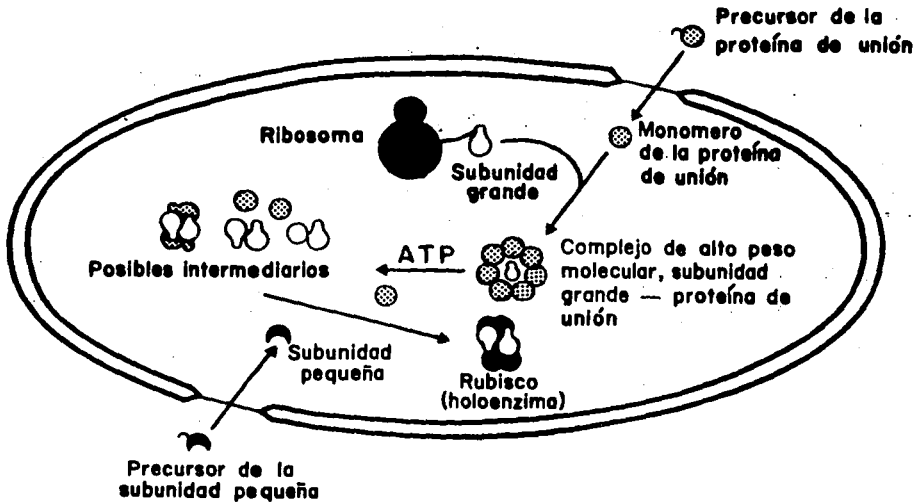 Precursor de la
proteína de unión
Ribosoma
Subunidad
grande
Monomero
de la proteína
de unión
Posibles intermediarios
ATP
Complejo de alto peso
molecular, subunidad
grande — proteína de
unión
Subunidad
pequeña
Rubisco
(holoenzima)
Precursor de la
subunidad pequeña